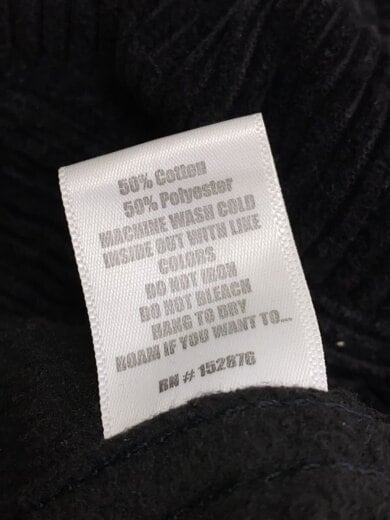 50% Cotton
50% Polyester
MACHINE WASH COLD
INSIDE OUT WITH LIKE
COLORS
DO NOT IRON
DO NOT BLEACH
HANG TO DRY
ROAM IF YOU WANT TO....
RN # 152876